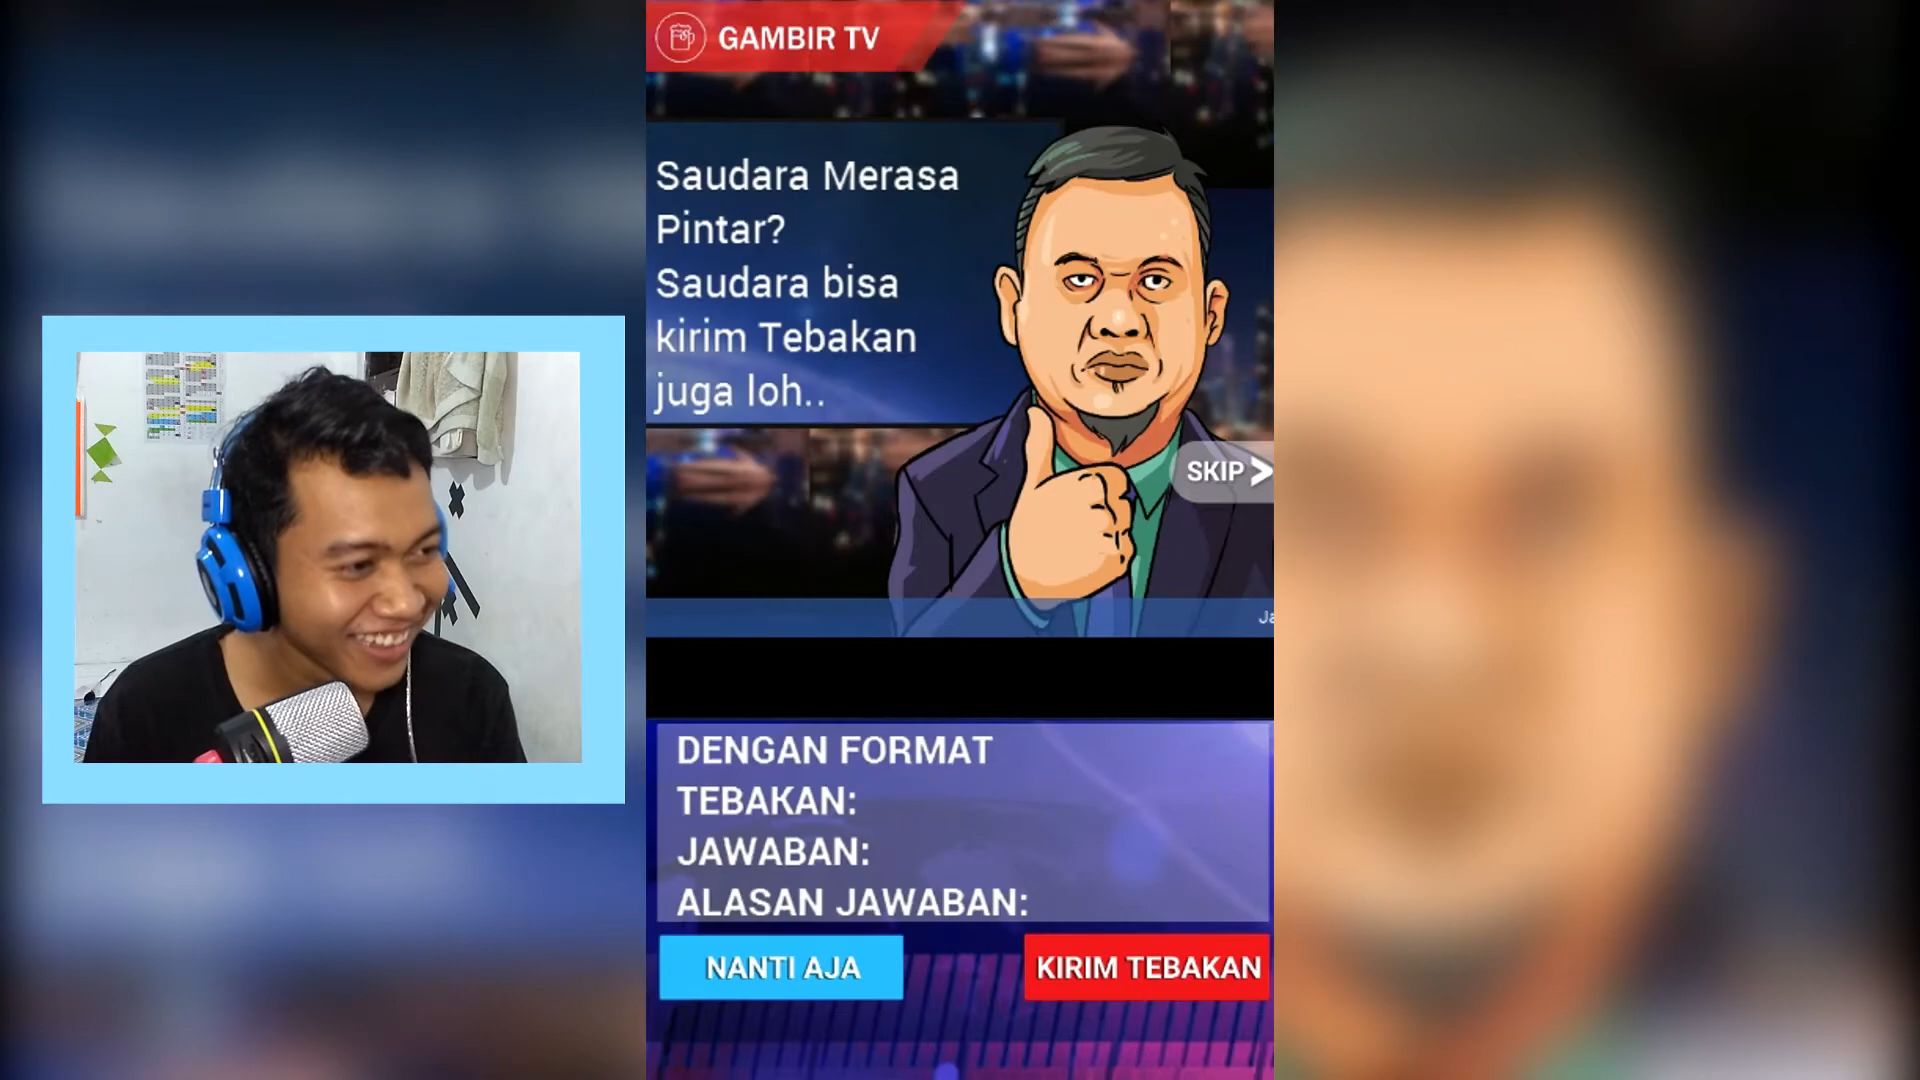 GAMBIR TV
Saudara Merasa
Pintar?
Saudara bisa
kirim Tebakan
juga loh..
SKIP
DENGAN FORMAT
TEBAKAN:
JAWABAN:
ALASAN JAWABAN:
NANTI AJA
KIRIM TEBAKAN